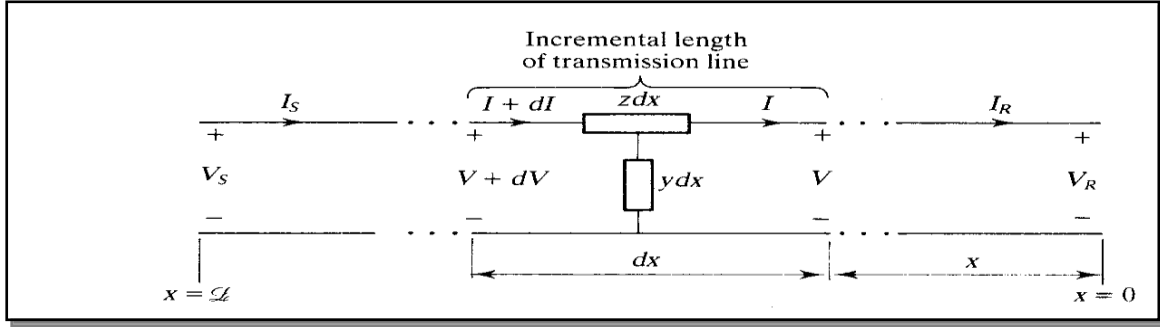 Incremental length
of transmission line
I_S I + dI zdx I I_R
+ + + +
V_S V + dV ydx V V_R
− − − −
dx x
x = ℒ x = 0